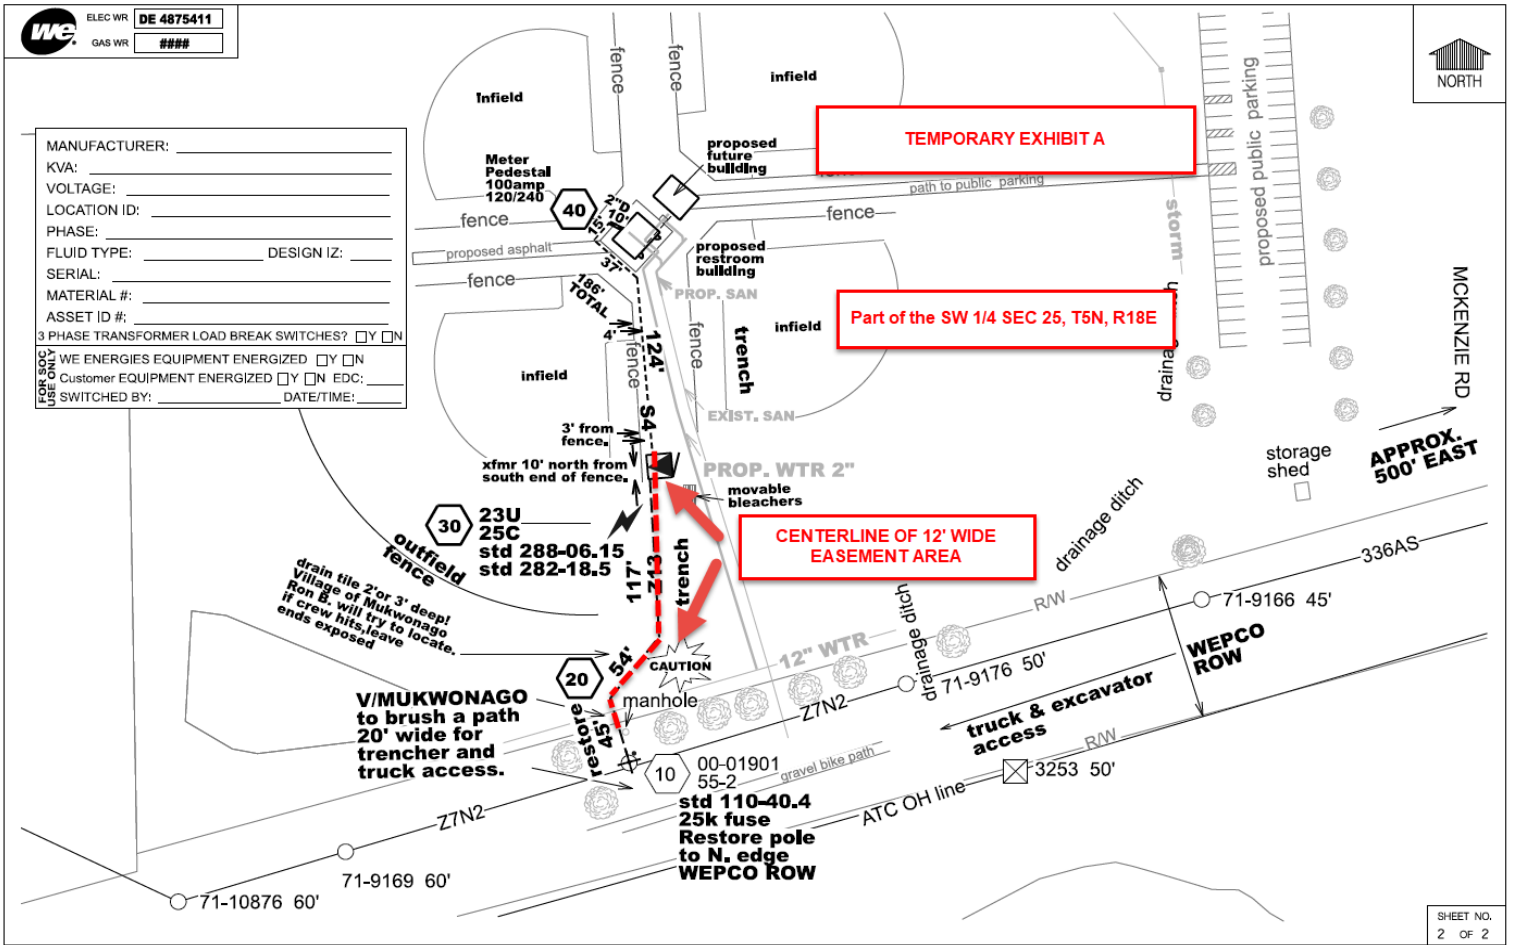 we.
ELEC WR DE 4875411
GAS WR ####
NORTH
MANUFACTURER:
KVA:
VOLTAGE:
LOCATION ID:
PHASE:
FLUID TYPE: DESIGN IZ:
SERIAL:
MATERIAL #:
ASSET ID #:
3 PHASE TRANSFORMER LOAD BREAK SWITCHES? Y N
FOR SOC
USE ONLY
WE ENERGIES EQUIPMENT ENERGIZED Y N
Customer EQUIPMENT ENERGIZED Y N EDC:
SWITCHED BY: DATE/TIME:
infield
fence
fence
infield
TEMPORARY EXHIBIT A
proposed public parking
proposed
future
building
Meter
Pedestal
100amp
120/240
40
2"D
10'
15'
37'
path to public parking
fence
fence
proposed asphalt
fence
proposed
restroom
building
storm
PROP. SAN
186'
TOTAL
4'
124'
fence
fence
trench
infield
Part of the SW 1/4 SEC 25, T5N, R18E
MCKENZIE RD
infield
S4
EXIST. SAN
3' from
fence.
xfmr 10' north from
south end of fence.
PROP. WTR 2"
movable
bleachers
storage
shed
APPROX.
500' EAST
30
23U
25C
std 288-06.15
std 282-18.5
outfield
fence
117'
trench
CENTERLINE OF 12' WIDE
EASEMENT AREA
drainage ditch
drainage ditch
336AS
drain tile 2'or 3' deep!
Village of Mukwonago
Ron B. will try to locate.
if crew hits,leave
ends exposed
R/W
71-9166 45'
WEPCO
ROW
20
54'
CAUTION
12" WTR
71-9176 50'
V/MUKWONAGO
to brush a path
20' wide for
trencher and
truck access.
restore
45'
manhole
Z7N2
truck & excavator
access
R/W
10
00-01901
55-2
std 110-40.4
25k fuse
Restore pole
to N. edge
WEPCO ROW
gravel bike path
3253 50'
ATC OH line
Z7N2
71-9169 60'
71-10876 60'
SHEET NO.
2 OF 2